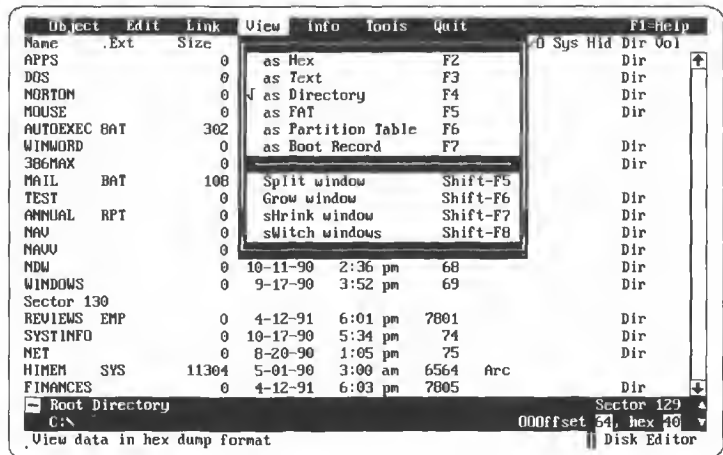 Object Edit Link View Info Tools Quit F1=Help
Name .Ext Size O Sys Hid Dir Vol
APPS 0 as Hex F2 Dir
DOS 0 as Text F3 Dir
NORTON 0 √ as Directory F4 Dir
MOUSE 0 as FAT F5 Dir
AUTOEXEC BAT 302 as Partition Table F6
WINWORD 0 as Boot Record F7 Dir
386MAX 0 Dir
MAIL BAT 108 Split window Shift-F5
TEST 0 Grow window Shift-F6 Dir
ANNUAL RPT 0 sHrink window Shift-F7 Dir
NAV 0 sWitch windows Shift-F8 Dir
NAVV 0 Dir
NDW 0 10-11-90 2:36 pm 68 Dir
WINDOWS 0 9-17-90 3:52 pm 69 Dir
Sector 130
REVIEWS EMP 0 4-12-91 6:01 pm 7801 Dir
SYSTINFO 0 10-17-90 5:34 pm 74 Dir
NET 0 8-20-90 1:05 pm 75 Dir
HIMEM SYS 11304 5-01-90 3:00 am 6564 Arc
FINANCES 0 4-12-91 6:03 pm 7805 Dir
Root Directory Sector 129
C:\ OOOffset 64, hex 40
View data in hex dump format Disk Editor